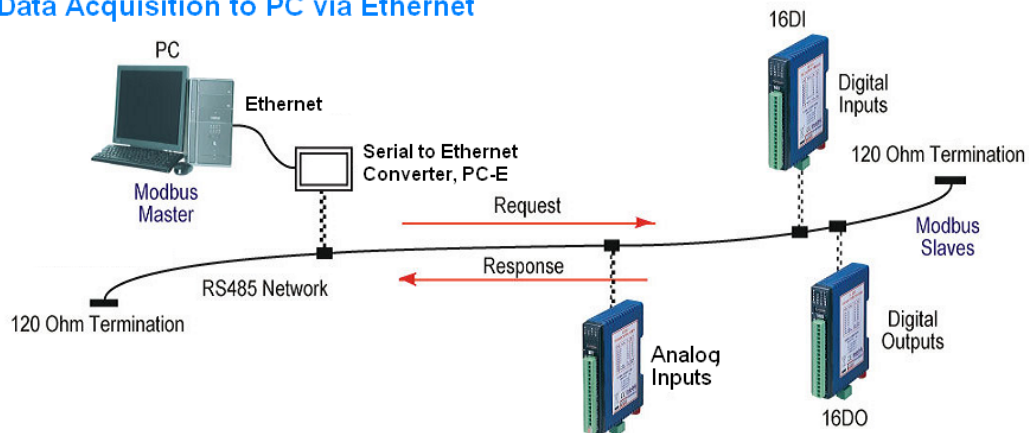 Data Acquisition to PC via Ethernet
PC
Ethernet
Serial to Ethernet
Converter, PC-E
Modbus
Master
16DI
Digital
Inputs
120 Ohm Termination
Request
Modbus
Slaves
Response
RS485 Network
120 Ohm Termination
Analog
Inputs
Digital
Outputs
16DO